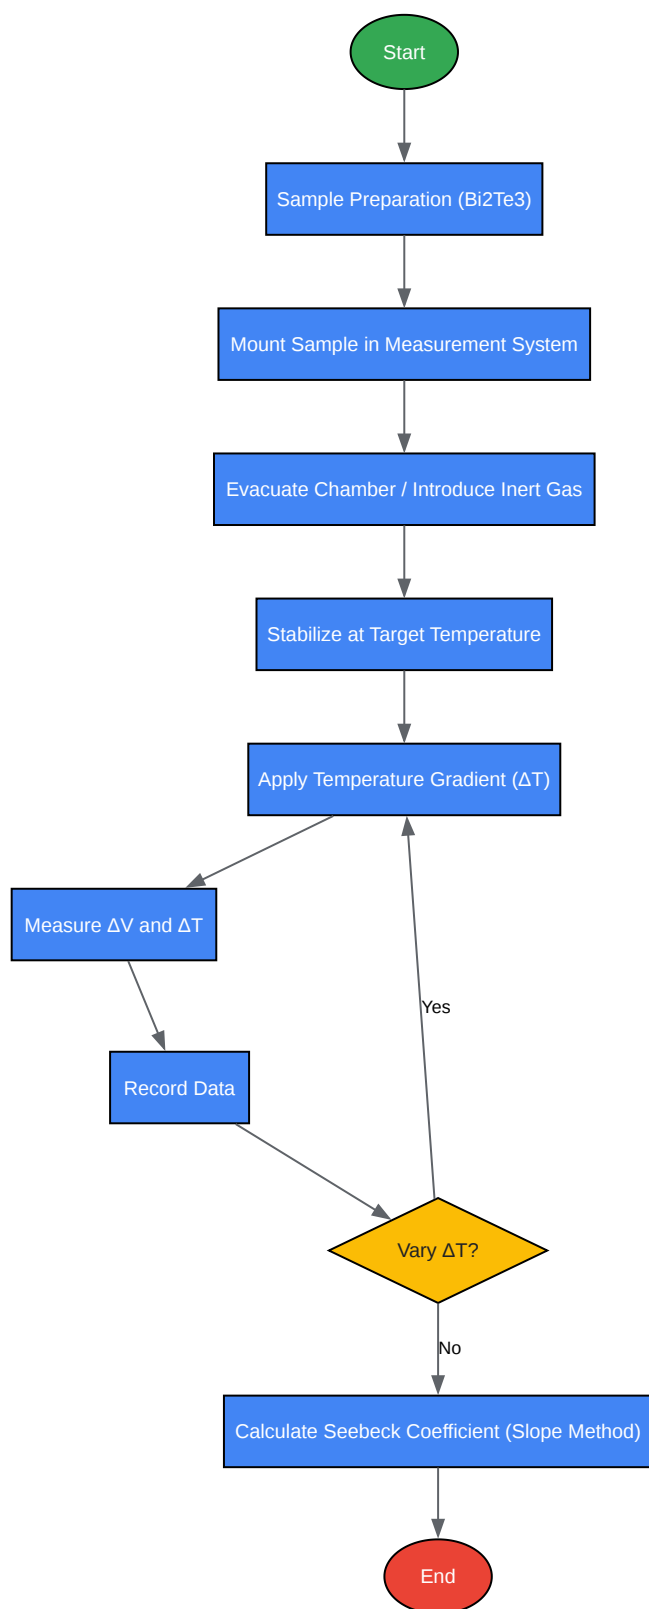 Start
Sample Preparation (Bi2Te3)
Mount Sample in Measurement System
Evacuate Chamber / Introduce Inert Gas
Stabilize at Target Temperature
Apply Temperature Gradient (ΔT)
Measure ΔV and ΔT
Yes
Record Data
Vary ΔT?
No
Calculate Seebeck Coefficient (Slope Method)
End